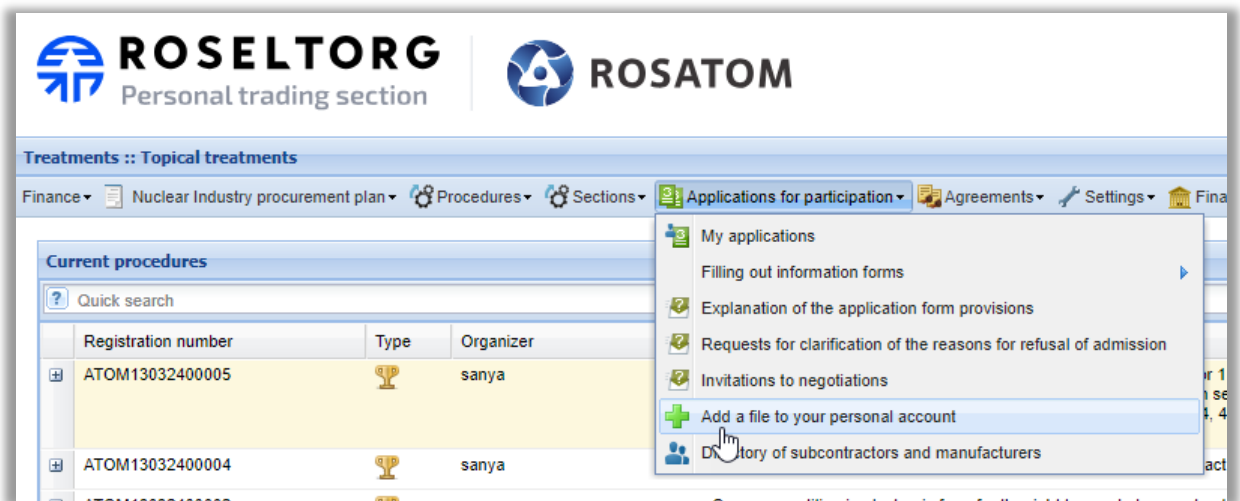 ROSELTORG
Personal trading section
ROSATOM
Treatments :: Topical treatments
Finance Nuclear Industry procurement plan Procedures Sections Applications for participation Agreements Settings Fina
My applications
Current procedures
Filling out information forms
Quick search
Explanation of the application form provisions
Registration number Type Organizer
Requests for clarification of the reasons for refusal of admission
ATOM13032400005 sanya
Invitations to negotiations
Add a file to your personal account
of subcontractors and manufacturers
ATOM13032400004 sanya